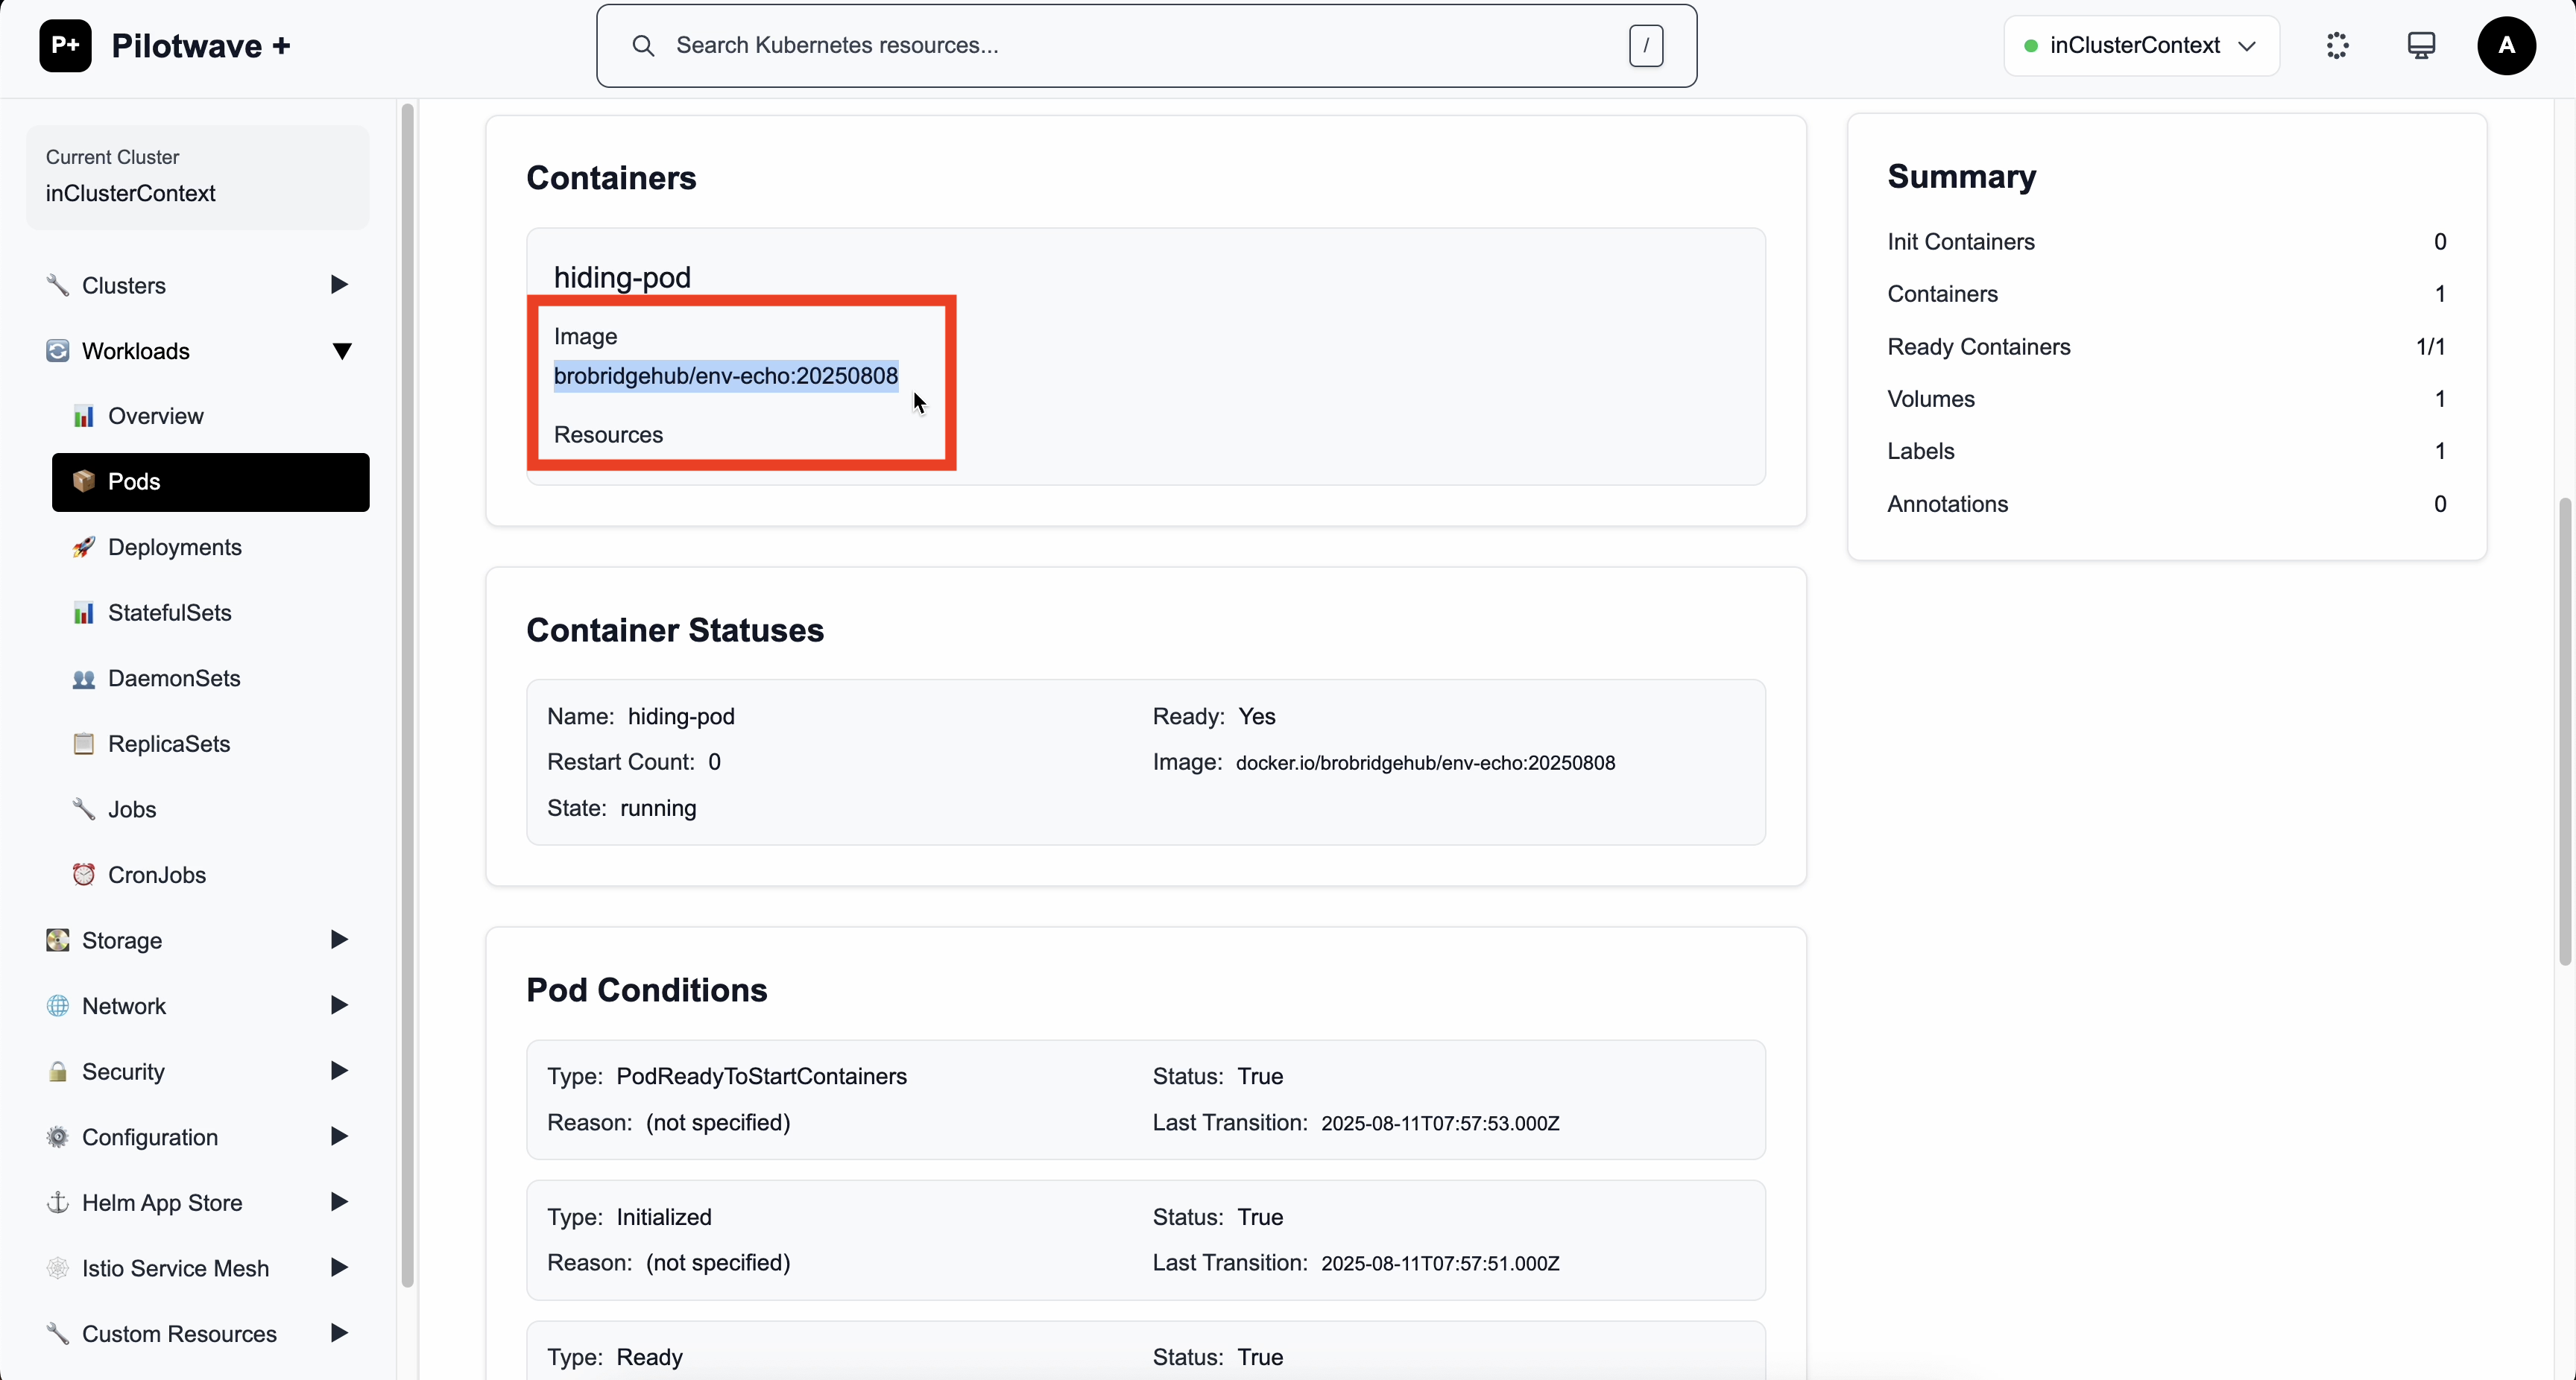 P+ Pilotwave +
Search Kubernetes resources...
/
inClusterContext
A
Current Cluster
inClusterContext
Clusters
Workloads
Overview
Pods
Deployments
StatefulSets
DaemonSets
ReplicaSets
Jobs
CronJobs
Storage
Network
Security
Configuration
Helm App Store
Istio Service Mesh
Custom Resources
Containers
hiding-pod
Image
brobridgehub/env-echo:20250808
Resources
Container Statuses
Name: hiding-pod
Ready: Yes
Restart Count: 0
Image: docker.io/brobridgehub/env-echo:20250808
State: running
Pod Conditions
Type: PodReadyToStartContainers
Status: True
Reason: (not specified)
Last Transition: 2025-08-11T07:57:53.000Z
Type: Initialized
Status: True
Reason: (not specified)
Last Transition: 2025-08-11T07:57:51.000Z
Type: Ready
Status: True
Summary
Init Containers 0
Containers 1
Ready Containers 1/1
Volumes 1
Labels 1
Annotations 0